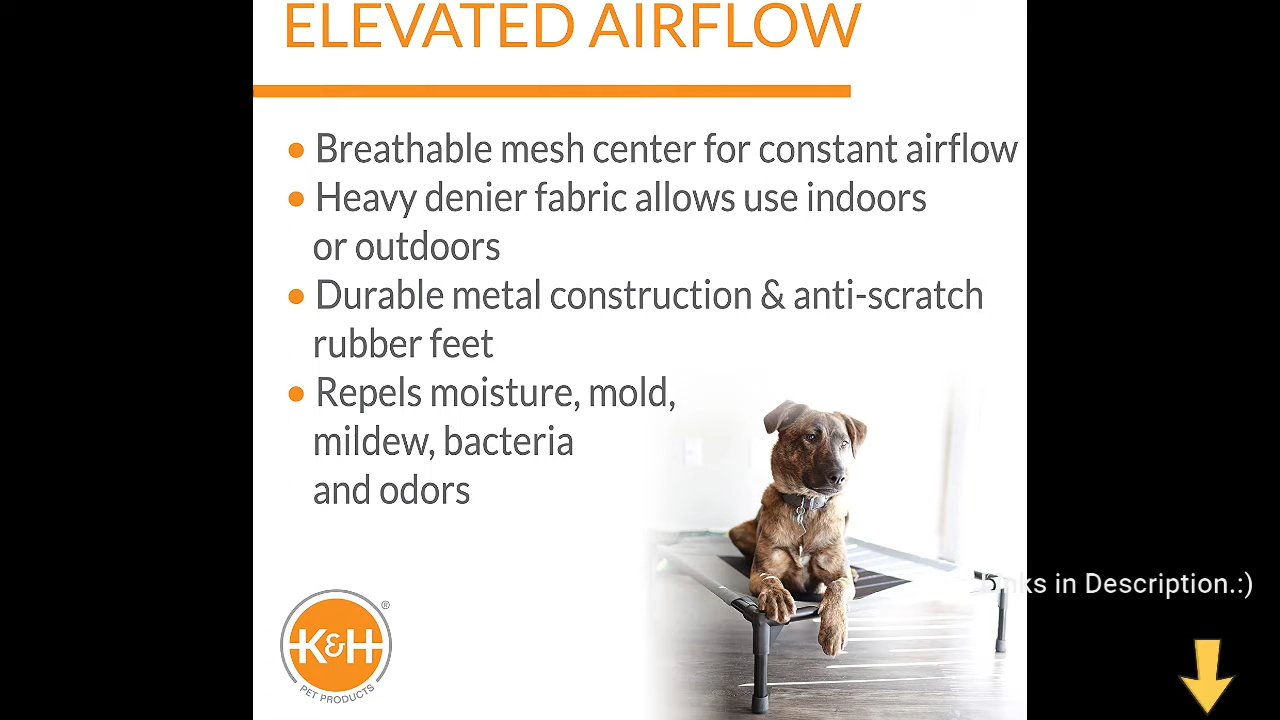 ELEVATED AIRFLOW
• Breathable mesh center for constant airflow
• Heavy denier fabric allows use indoors
or outdoors
• Durable metal construction & anti-scratch
rubber feet
• Repels moisture, mold,
mildew, bacteria
and odors
Links in Description.:)
K&H®
PET PRODUCTS